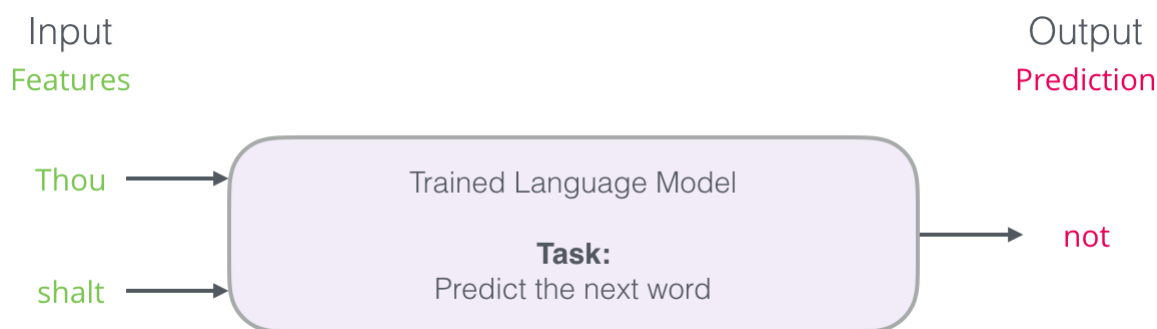 Input
Output
Features
Prediction
Thou
Trained Language Model
Task:
not
shalt
Predict the next word